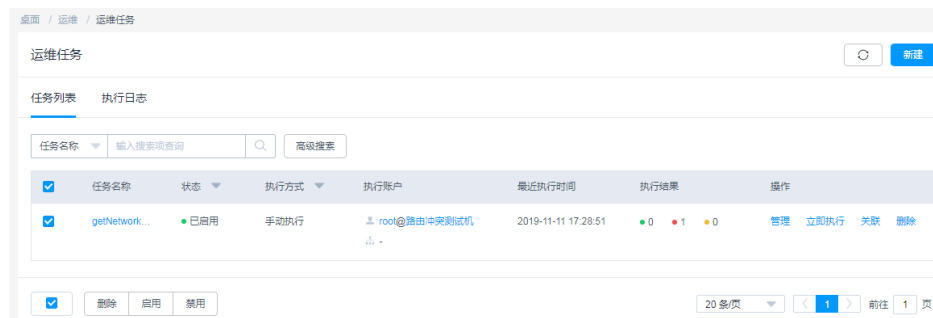 桌面 / 运维 / 运维任务
运维任务 新建
任务列表 执行日志
任务名称 输入搜索项查询 高级搜索
任务名称 状态 执行方式 执行账户 最近执行时间 执行结果 操作
getNetwork... 已启用 手动执行 root@路由冲突测试机 2019-11-11 17:28:51 0 1 0 管理 立即执行 关联 删除
-
删除 启用 禁用 20 条/页 1 前往 1 页